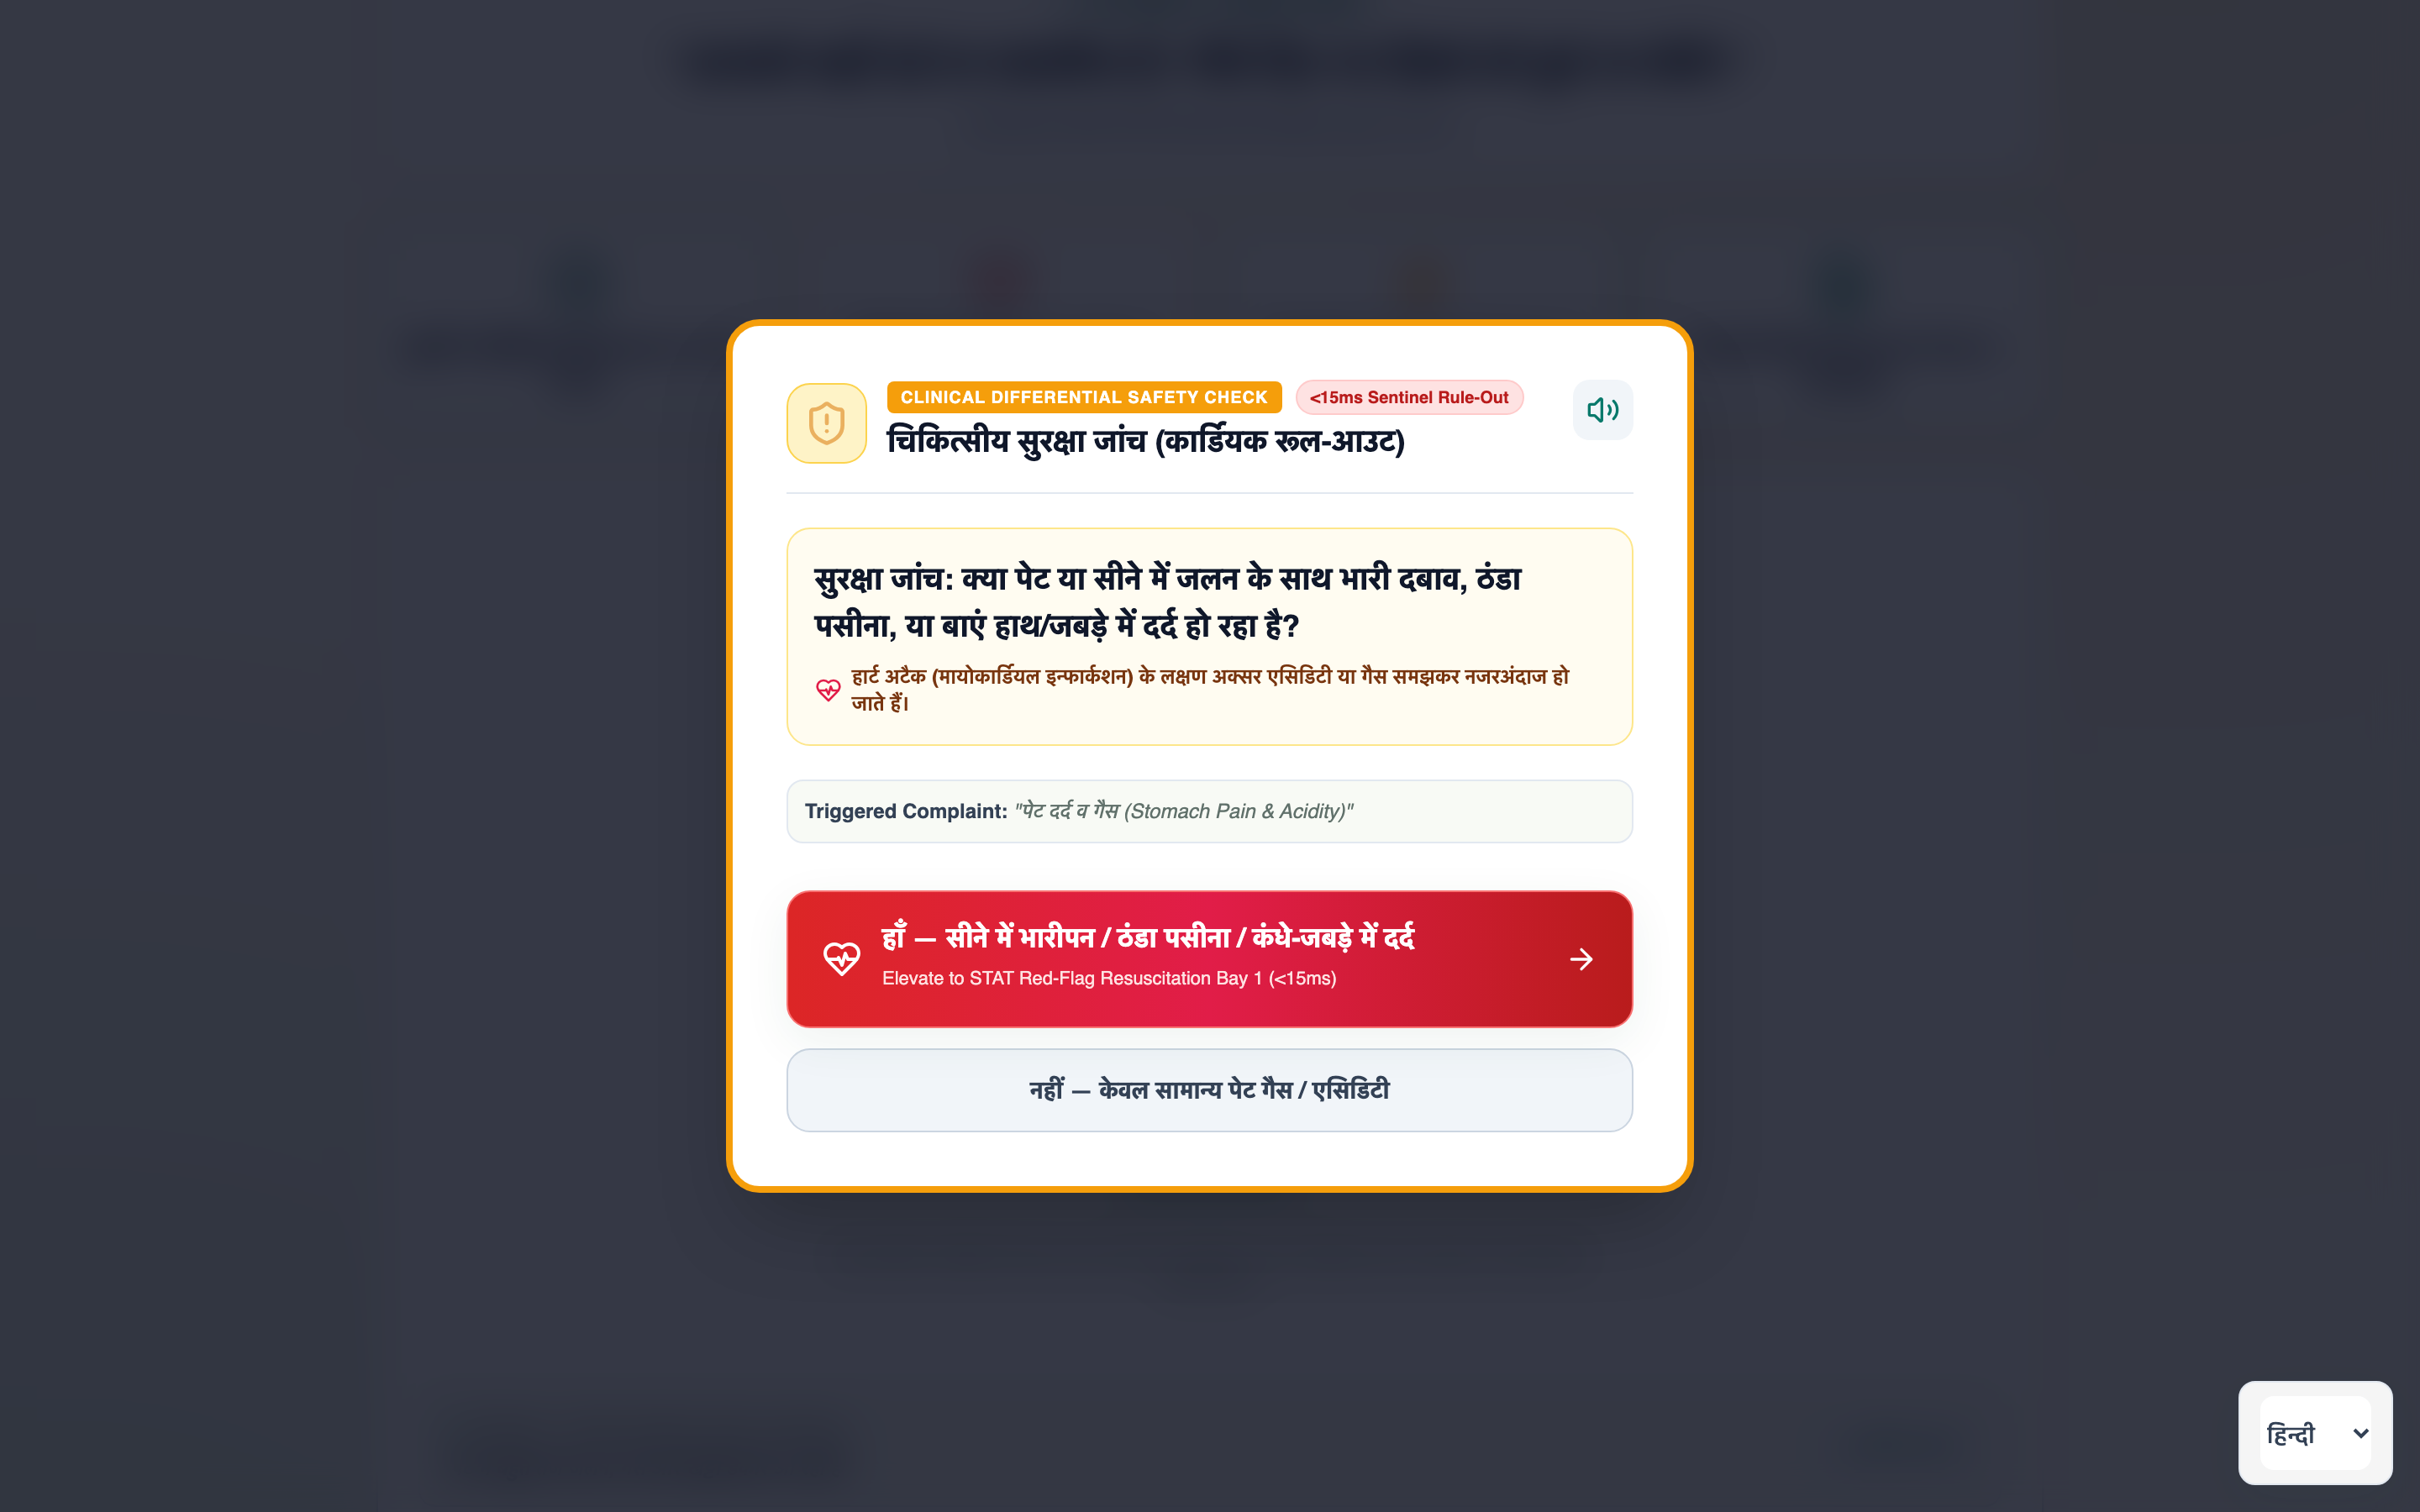 CLINICAL DIFFERENTIAL SAFETY CHECK
<15ms Sentinel Rule-Out
चिकित्सीय सुरक्षा जांच (कार्डियक रूल-आउट)
सुरक्षा जांच: क्या पेट या सीने में जलन के साथ भारी दबाव, ठंडा
पसीना, या बाएं हाथ/जबड़े में दर्द हो रहा है?
हार्ट अटैक (मायोकार्डियल इन्फार्कशन) के लक्षण अक्सर एसिडिटी या गैस समझकर नजरअंदाज हो
जाते हैं।
Triggered Complaint: "पेट दर्द व गैस (Stomach Pain & Acidity)"
हाँ — सीने में भारीपन / ठंडा पसीना / कंधे-जबड़े में दर्द
Elevate to STAT Red-Flag Resuscitation Bay 1 (<15ms)
नहीं — केवल सामान्य पेट गैस / एसिडिटी
हिन्दी